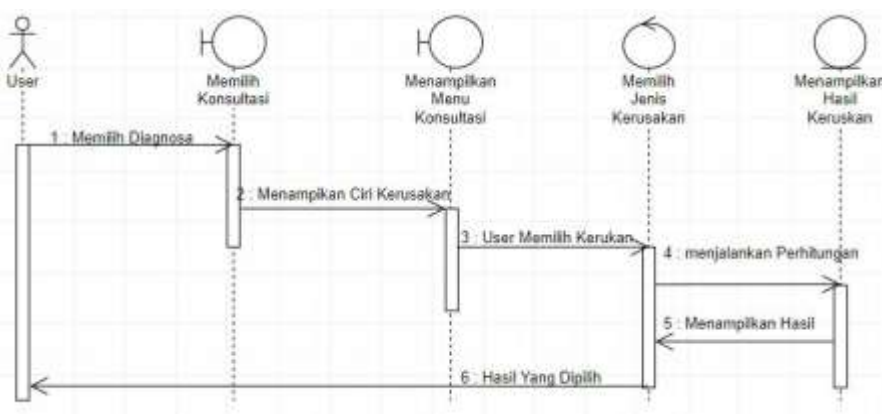 User
Memilih
Konsultasi
Menampilkan
Menu
Konsultasi
Memilih
Jenis
Kerusakan
Menampilkan
Hasil
Keruskan
1 : Memilih Diagnosa
2 : Menampikan Ciri Kerusakan
3 : User Memilih Kerukan
4 : menjalankan Perhitungan
5 : Menampilkan Hasil
6 : Hasil Yang Dipilih